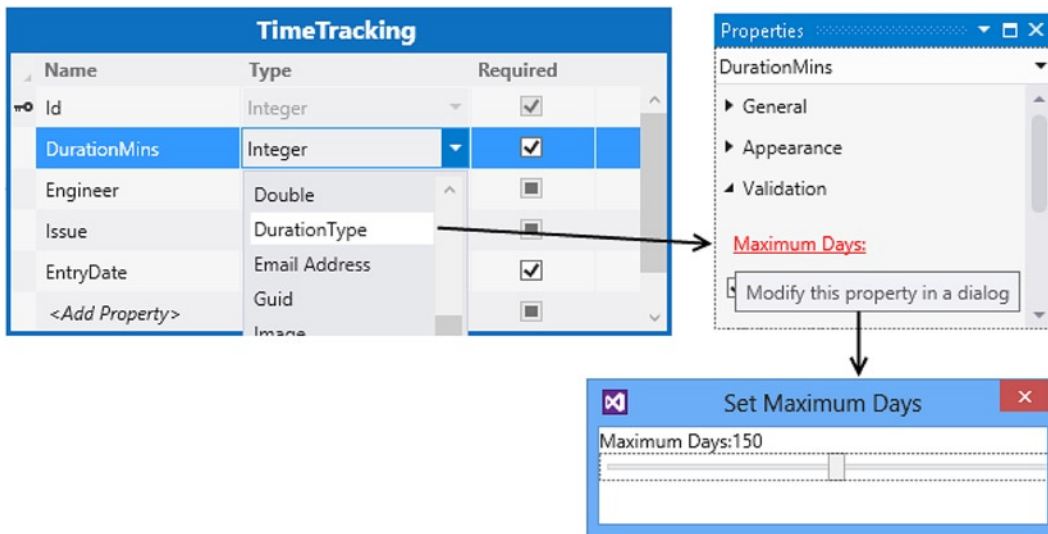 TimeTracking
Name Type Required
Id Integer
DurationMins Integer
Engineer
Issue
EntryDate
<Add Property>
Double
DurationType
Email Address
Guid
Image
Properties
DurationMins
General
Appearance
Validation
Maximum Days:
Modify this property in a dialog
Set Maximum Days
Maximum Days:150